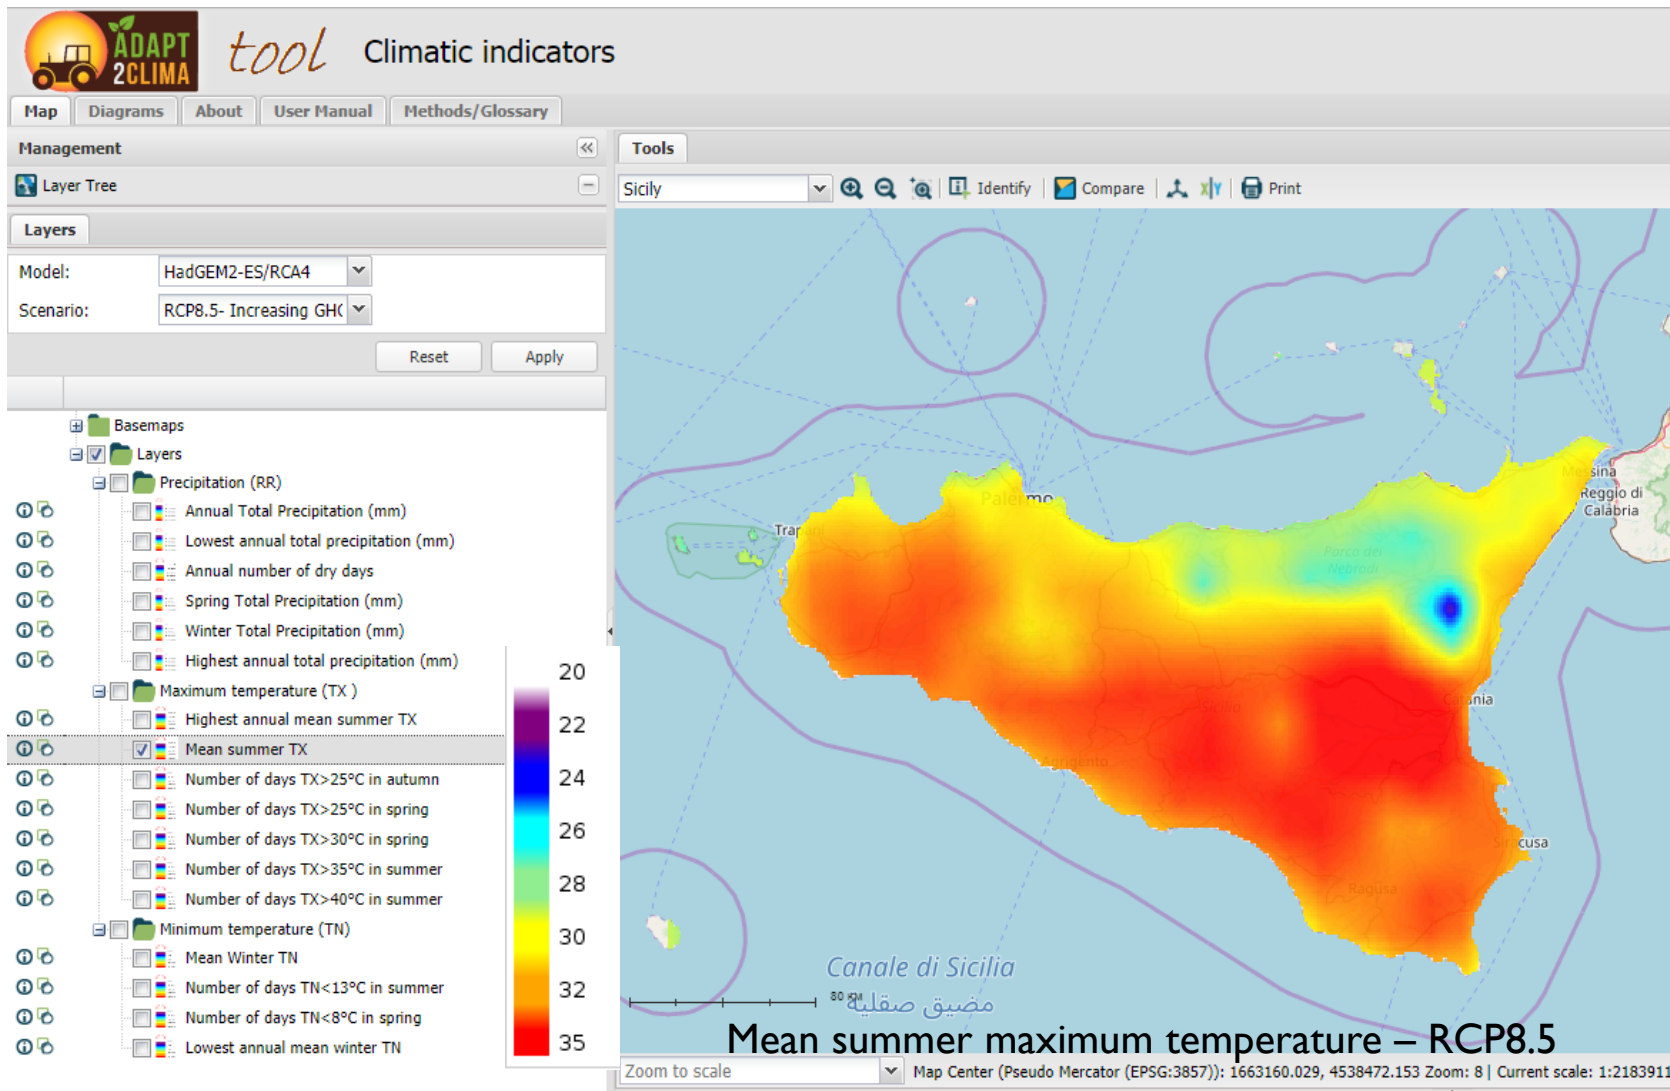 ADAPT
2CLIMA
tool
Climatic indicators
Map
Diagrams
About
User Manual
Methods/Glossary
Management
Tools
Layer Tree
Sicily
Identify
Compare
X|Y
Print
Layers
Model:
HadGEM2-ES/RCA4
Scenario:
RCP8.5- Increasing GH
Reset
Apply
Basemaps
Layers
Precipitation (RR)
Annual Total Precipitation (mm)
Lowest annual total precipitation (mm)
Annual number of dry days
Spring Total Precipitation (mm)
Winter Total Precipitation (mm)
Highest annual total precipitation (mm)
Maximum temperature (TX )
Highest annual mean summer TX
Mean summer TX
Number of days TX>25ºC in autumn
Number of days TX>25ºC in spring
Number of days TX>30ºC in spring
Number of days TX>35ºC in summer
Number of days TX>40ºC in summer
Minimum temperature (TN)
Mean Winter TN
Number of days TN<13ºC in summer
Number of days TN<8ºC in spring
Lowest annual mean winter TN
20
22
24
26
28
30
32
35
Messina
Reggio di
Calabria
Palermo
Trapani
Parco dei
Nebrodi
Sicilia
Catania
Agrigento
Siracusa
Ragusa
Canale di Sicilia
مضيق صقلية
80 KM
Mean summer maximum temperature – RCP8.5
Zoom to scale
Map Center (Pseudo Mercator (EPSG:3857)): 1663160.029, 4538472.153 Zoom: 8 | Current scale: 1:2183911